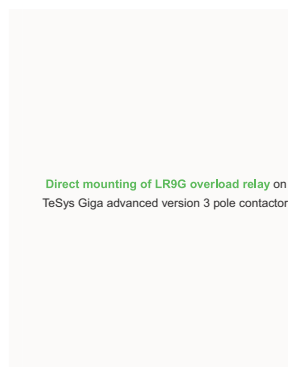 Direct mounting of LR9G overload relay on
TeSys Giga advanced version 3 pole contactor